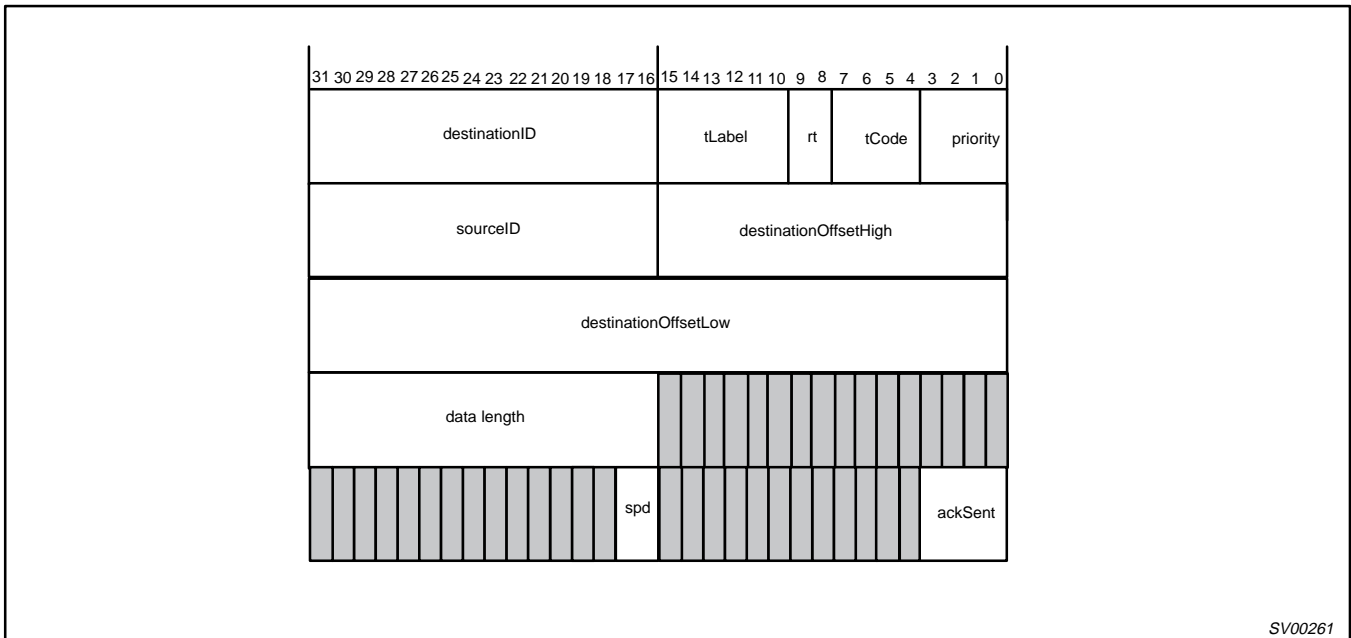 31 30 29 28 27 26 25 24 23 22 21 20 19 18 17 16 15 14 13 12 11 10 9 8 7 6 5 4 3 2 1 0
destinationID tLabel rt tCode priority
sourceID destinationOffsetHigh
destinationOffsetLow
data length
spd ackSent
SV00261